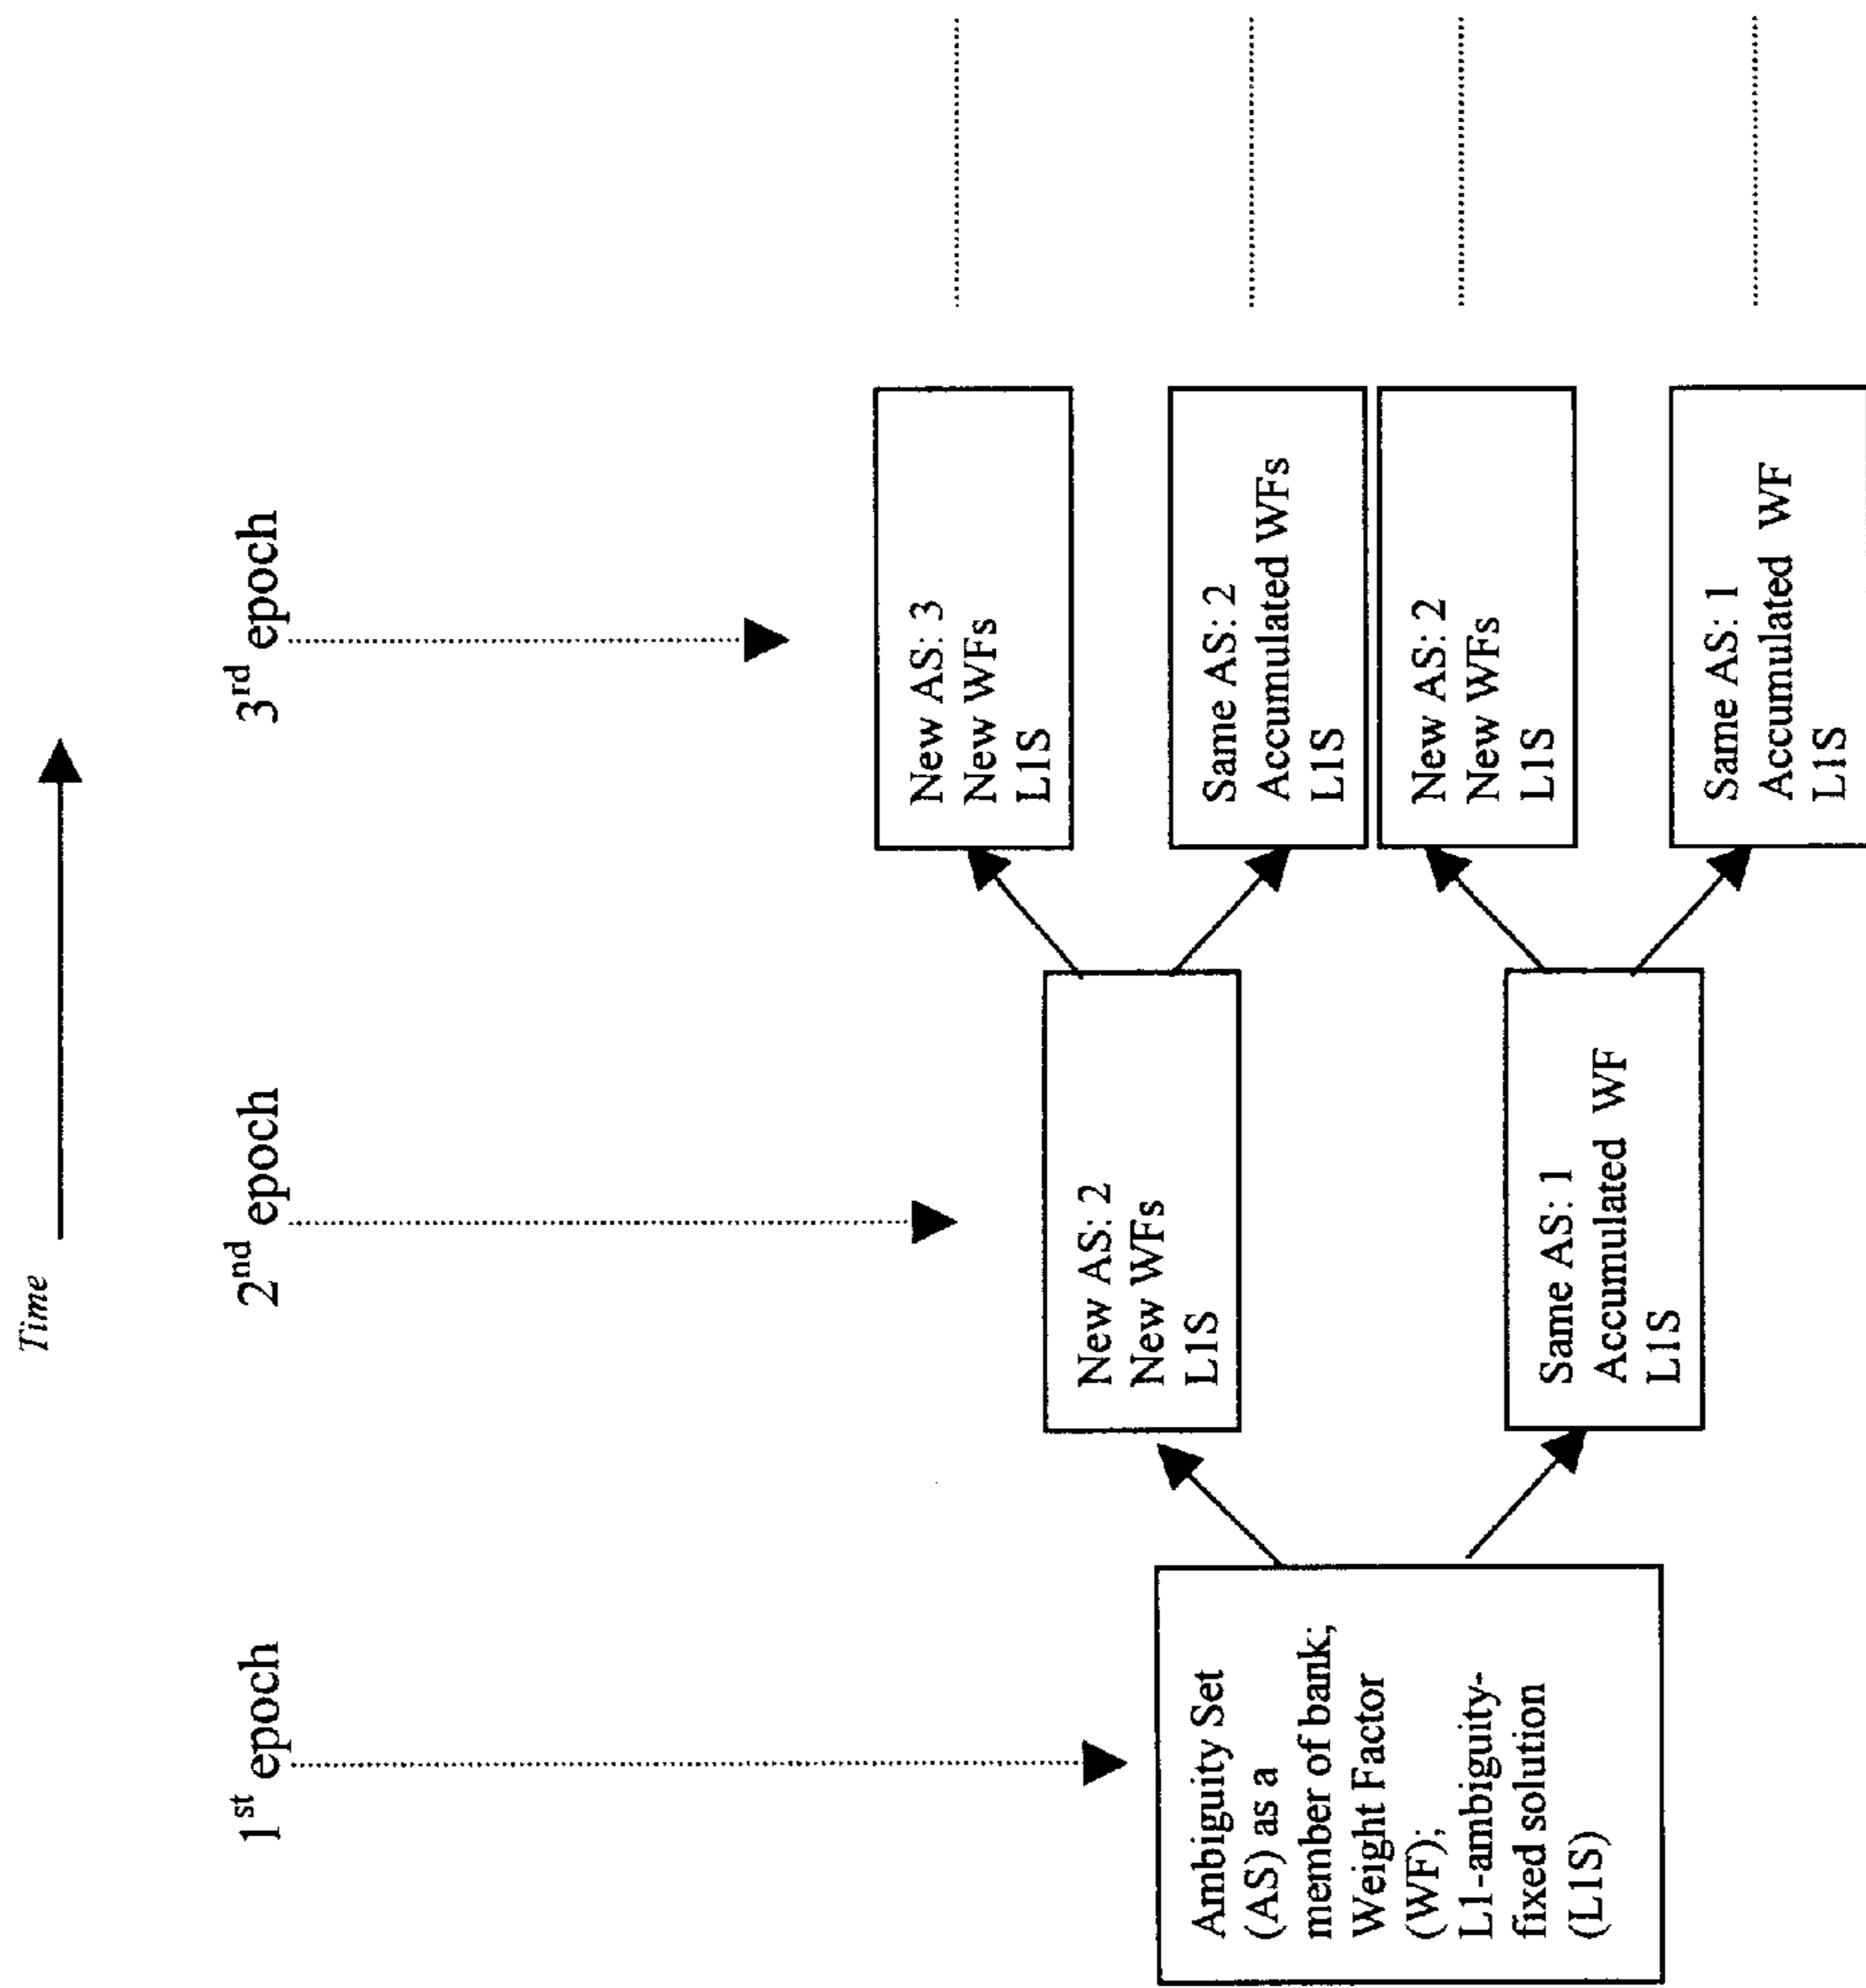 Time
1st epoch
2nd epoch
3rd epoch
Ambiguity Set
(AS) as a
member of bank;
Weight Factor
(WF);
L1-ambiguity-
fixed solution
(L1S)
New AS: 2
New WFs
L1S
Same AS: 1
Accumulated WF
L1S
New AS: 3
New WFs
L1S
Same AS: 2
Accumulated WFs
L1S
New AS: 2
New WFs
L1S
Same AS: 1
Accumulated WF
L1S